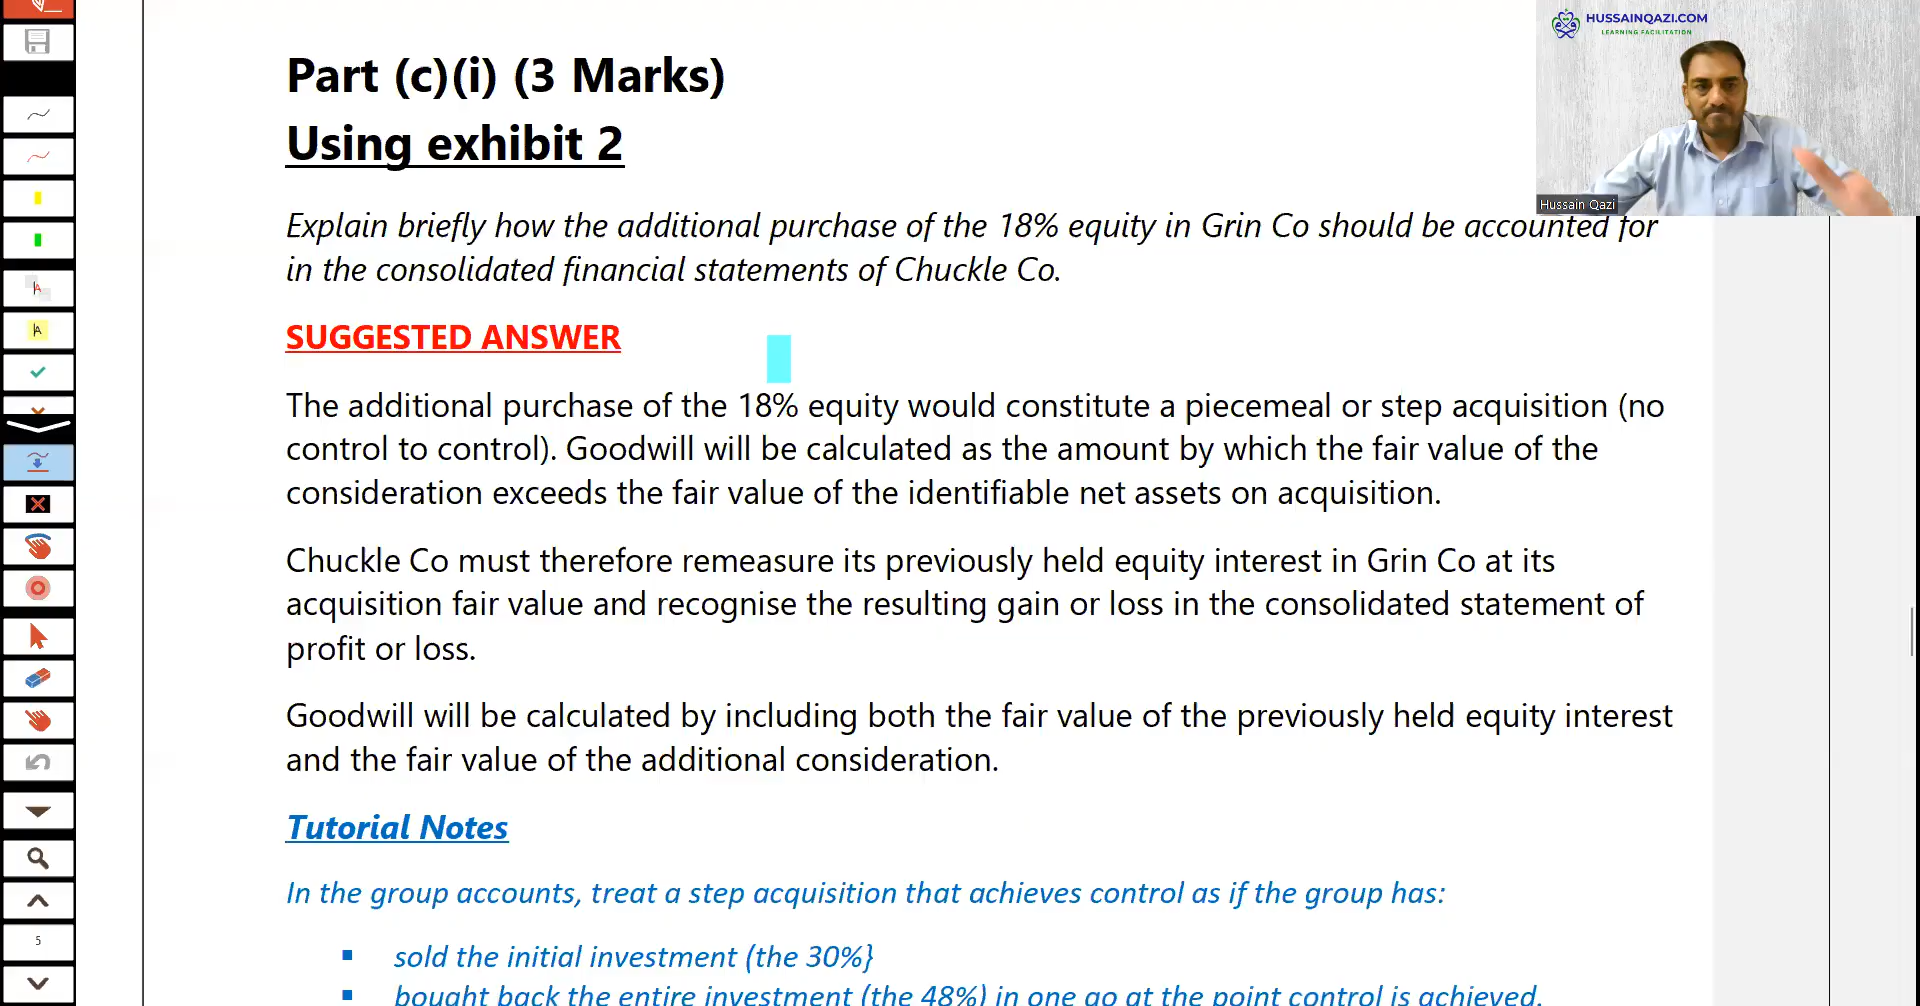 HUSSAINQAZI.COM
LEARNING FACILITATION
Hussain Qazi
Part (c)(i) (3 Marks)
Using exhibit 2
Explain briefly how the additional purchase of the 18% equity in Grin Co should be accounted for
in the consolidated financial statements of Chuckle Co.
SUGGESTED ANSWER
The additional purchase of the 18% equity would constitute a piecemeal or step acquisition (no
control to control). Goodwill will be calculated as the amount by which the fair value of the
consideration exceeds the fair value of the identifiable net assets on acquisition.
Chuckle Co must therefore remeasure its previously held equity interest in Grin Co at its
acquisition fair value and recognise the resulting gain or loss in the consolidated statement of
profit or loss.
Goodwill will be calculated by including both the fair value of the previously held equity interest
and the fair value of the additional consideration.
Tutorial Notes
In the group accounts, treat a step acquisition that achieves control as if the group has:
▪ sold the initial investment (the 30%}
▪ bought back the entire investment (the 48%) in one go at the point control is achieved.
A
A
5